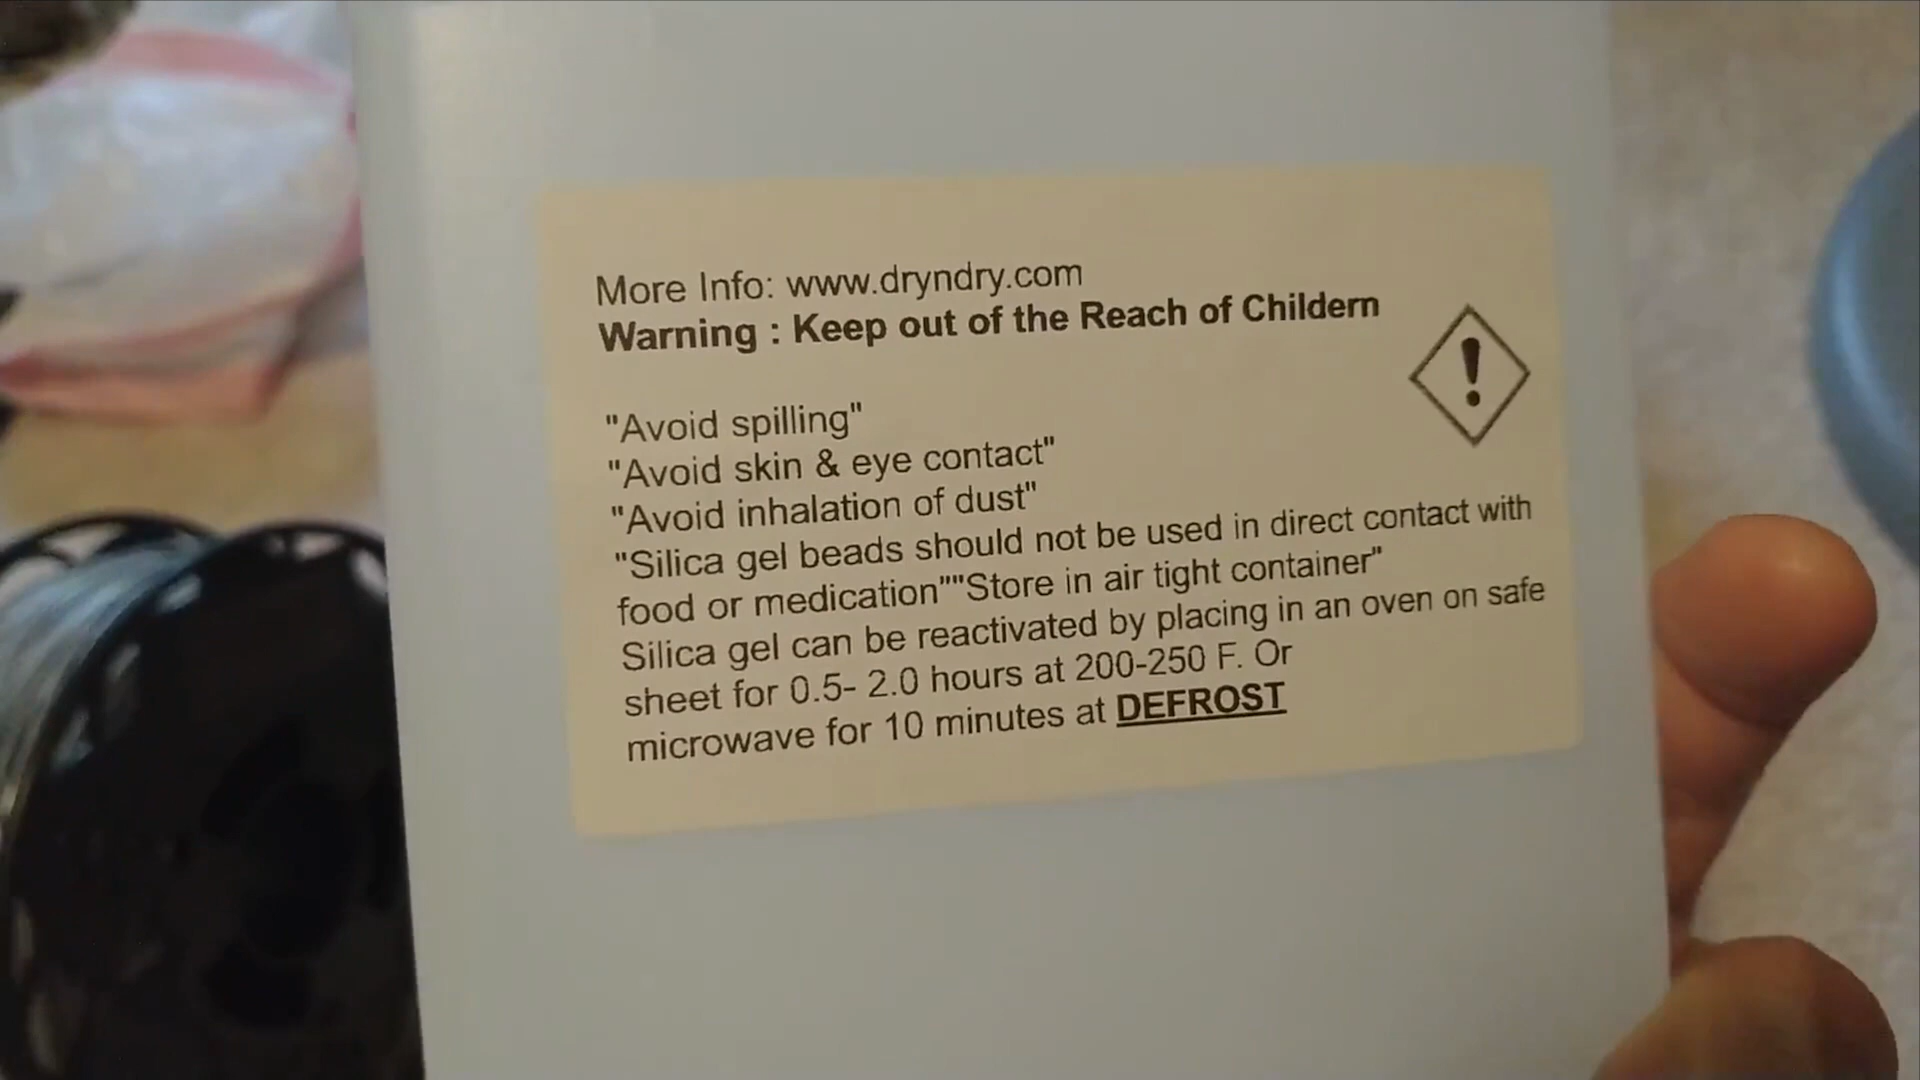 More Info: www.dryndry.com
Warning : Keep out of the Reach of Childern
"Avoid spilling"
"Avoid skin & eye contact"
"Avoid inhalation of dust"
"Silica gel beads should not be used in direct contact with
food or medication""Store in air tight container"
Silica gel can be reactivated by placing in an oven on safe
sheet for 0.5- 2.0 hours at 200-250 F. Or
microwave for 10 minutes at DEFROST